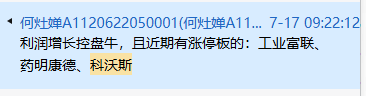 何灶婵A1120622050001(何灶婵A11... 7-17 09:22:12
利润增长控盘牛，且近期有涨停板的：工业富联、
药明康德、科沃斯